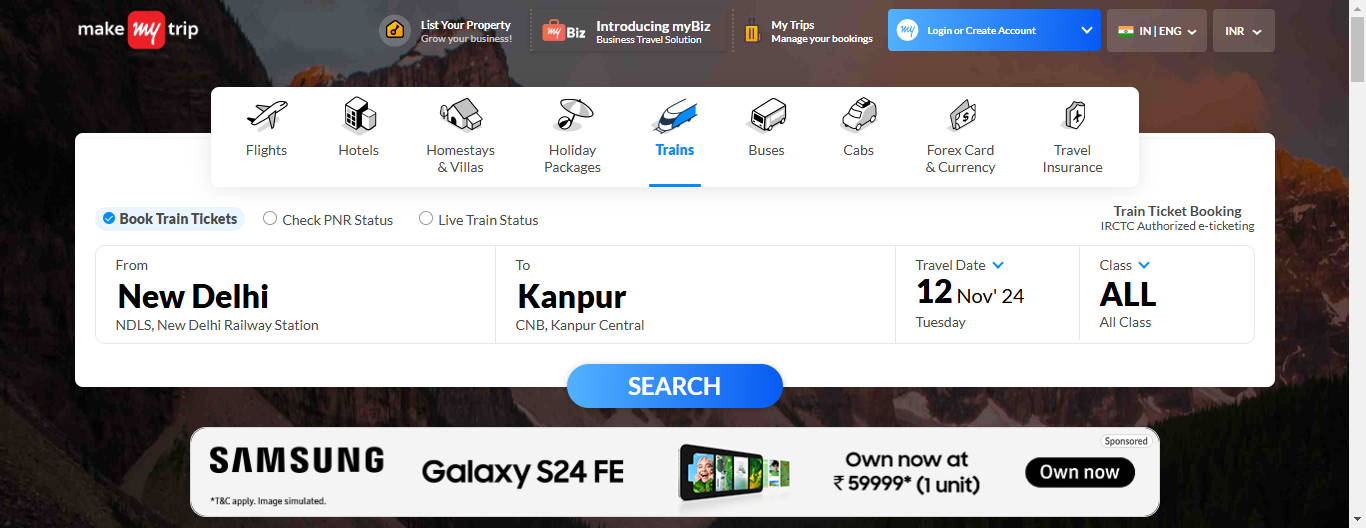 make my trip
List Your Property
Grow your business!
my Biz
Introducing myBiz
Business Travel Solution
My Trips
Manage your bookings
my
Login or Create Account
IN | ENG
INR
Flights
Hotels
Homestays
& Villas
Holiday
Packages
Trains
Buses
Cabs
Forex Card
& Currency
Travel
Insurance
Book Train Tickets
Check PNR Status
Live Train Status
Train Ticket Booking
IRCTC Authorized e-ticketing
From
New Delhi
NDLS, New Delhi Railway Station
To
Kanpur
CNB, Kanpur Central
Travel Date
12 Nov' 24
Tuesday
Class
ALL
All Class
SEARCH
Sponsored
SAMSUNG
*T&C apply. Image simulated.
Galaxy S24 FE
Own now at
₹ 59999* (1 unit)
Own now